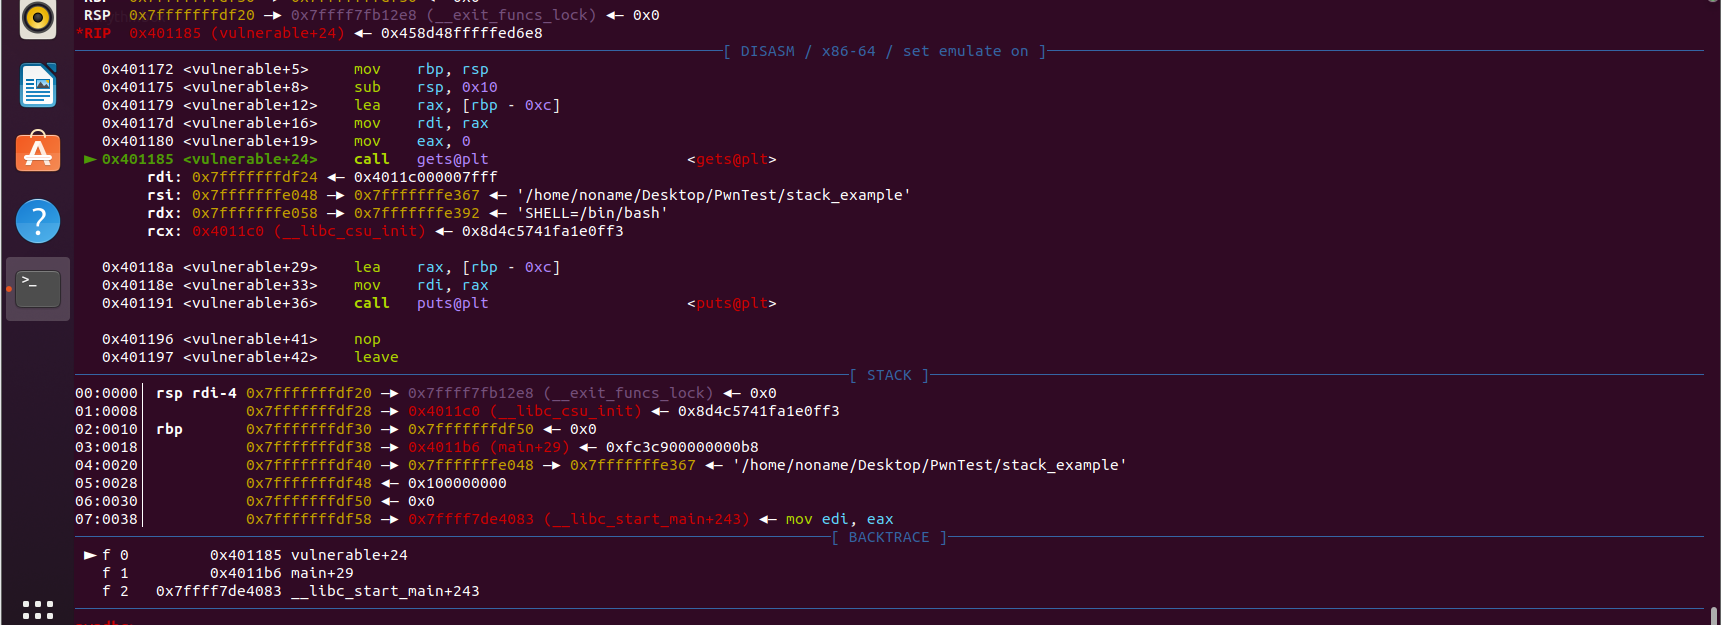 RSP 0x7fffffffdf20 —▸ 0x7ffff7fb12e8 (__exit_funcs_lock) ◂— 0x0
*RIP 0x401185 (vulnerable+24) ◂— 0x458d48fffffed6e8
[ DISASM / x86-64 / set emulate on ]
0x401172 <vulnerable+5> mov rbp, rsp
0x401175 <vulnerable+8> sub rsp, 0x10
0x401179 <vulnerable+12> lea rax, [rbp - 0xc]
0x40117d <vulnerable+16> mov rdi, rax
0x401180 <vulnerable+19> mov eax, 0
► 0x401185 <vulnerable+24> call gets@plt <gets@plt>
rdi: 0x7fffffffdf24 ◂— 0x4011c000007fff
rsi: 0x7fffffffe048 —▸ 0x7fffffffe367 ◂— '/home/noname/Desktop/PwnTest/stack_example'
rdx: 0x7fffffffe058 —▸ 0x7fffffffe392 ◂— 'SHELL=/bin/bash'
rcx: 0x4011c0 (__libc_csu_init) ◂— 0x8d4c5741fa1e0ff3
0x40118a <vulnerable+29> lea rax, [rbp - 0xc]
0x40118e <vulnerable+33> mov rdi, rax
0x401191 <vulnerable+36> call puts@plt <puts@plt>
0x401196 <vulnerable+41> nop
0x401197 <vulnerable+42> leave
[ STACK ]
00:0000│ rsp rdi-4 0x7fffffffdf20 —▸ 0x7ffff7fb12e8 (__exit_funcs_lock) ◂— 0x0
01:0008│ 0x7fffffffdf28 —▸ 0x4011c0 (__libc_csu_init) ◂— 0x8d4c5741fa1e0ff3
02:0010│ rbp 0x7fffffffdf30 —▸ 0x7fffffffdf50 ◂— 0x0
03:0018│ 0x7fffffffdf38 —▸ 0x4011b6 (main+29) ◂— 0xfc3c900000000b8
04:0020│ 0x7fffffffdf40 —▸ 0x7fffffffe048 —▸ 0x7fffffffe367 ◂— '/home/noname/Desktop/PwnTest/stack_example'
05:0028│ 0x7fffffffdf48 ◂— 0x100000000
06:0030│ 0x7fffffffdf50 ◂— 0x0
07:0038│ 0x7fffffffdf58 —▸ 0x7ffff7de4083 (__libc_start_main+243) ◂— mov edi, eax
[ BACKTRACE ]
► f 0 0x401185 vulnerable+24
f 1 0x4011b6 main+29
f 2 0x7ffff7de4083 __libc_start_main+243